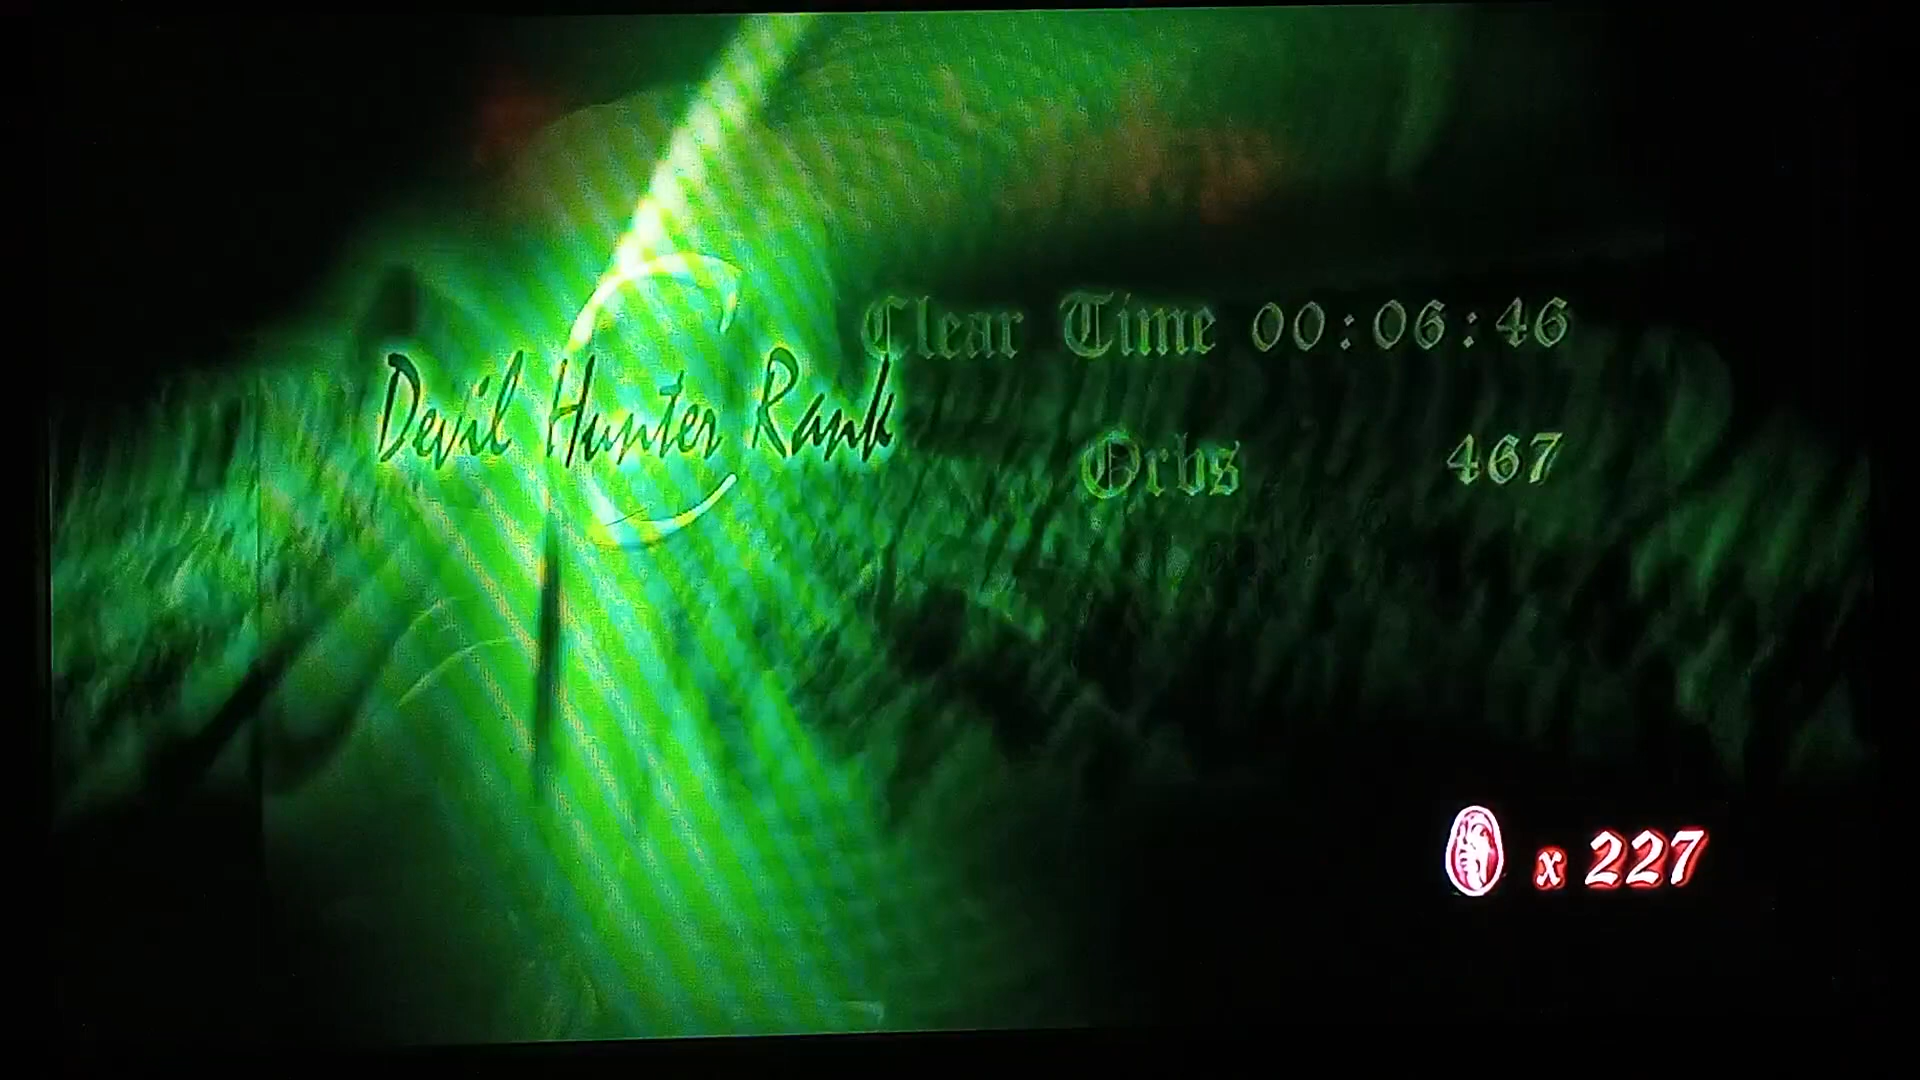 C
Devil Hunter Rank
Clear Time 00:06:46
Orbs 467
x 227